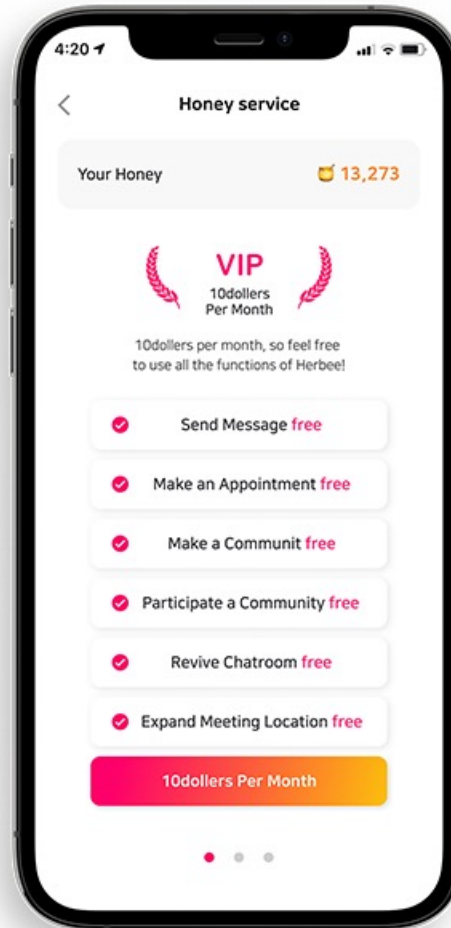 4:20
Honey service
Your Honey 13,273
VIP
10dollers
Per Month
10dollers per month, so feel free
to use all the functions of Herbee!
Send Message free
Make an Appointment free
Make a Communit free
Participate a Community free
Revive Chatroom free
Expand Meeting Location free
10dollers Per Month